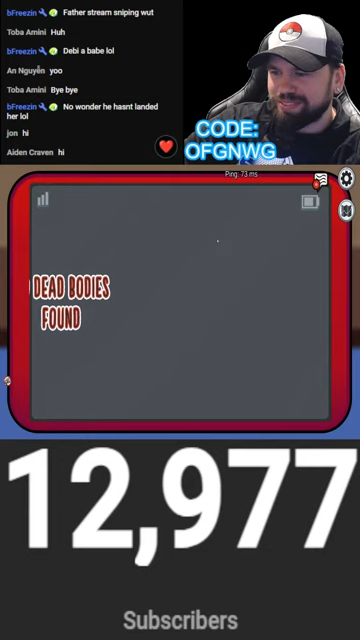 bFreezin Father stream sniping wut
Toba Amini Huh
bFreezin Debi a babe lol
An Nguyễn yoo
Toba Amini Bye bye
bFreezin No wonder he hasnt landed
her lol
jon hi
Aiden Craven hi
CODE:
OFGNWG
Ping: 73 ms
DEAD BODIES
FOUND
12,977
Subscribers